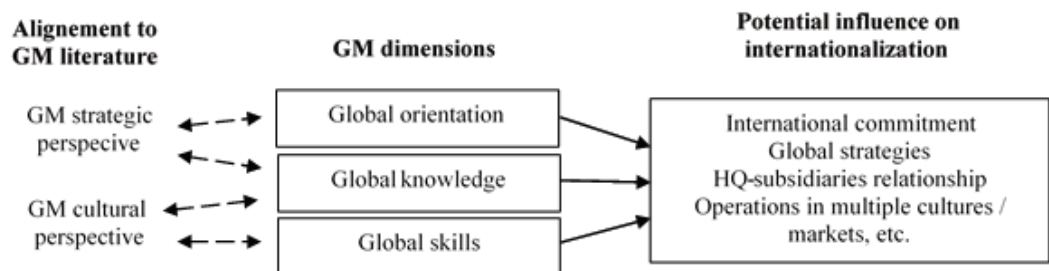 Alignement to
GM literature
GM dimensions
Potential influence on
internationalization
GM strategic
perspecive
GM cultural
perspective
Global orientation
Global knowledge
Global skills
International commitment
Global strategies
HQ-subsidiaries relationship
Operations in multiple cultures /
markets, etc.